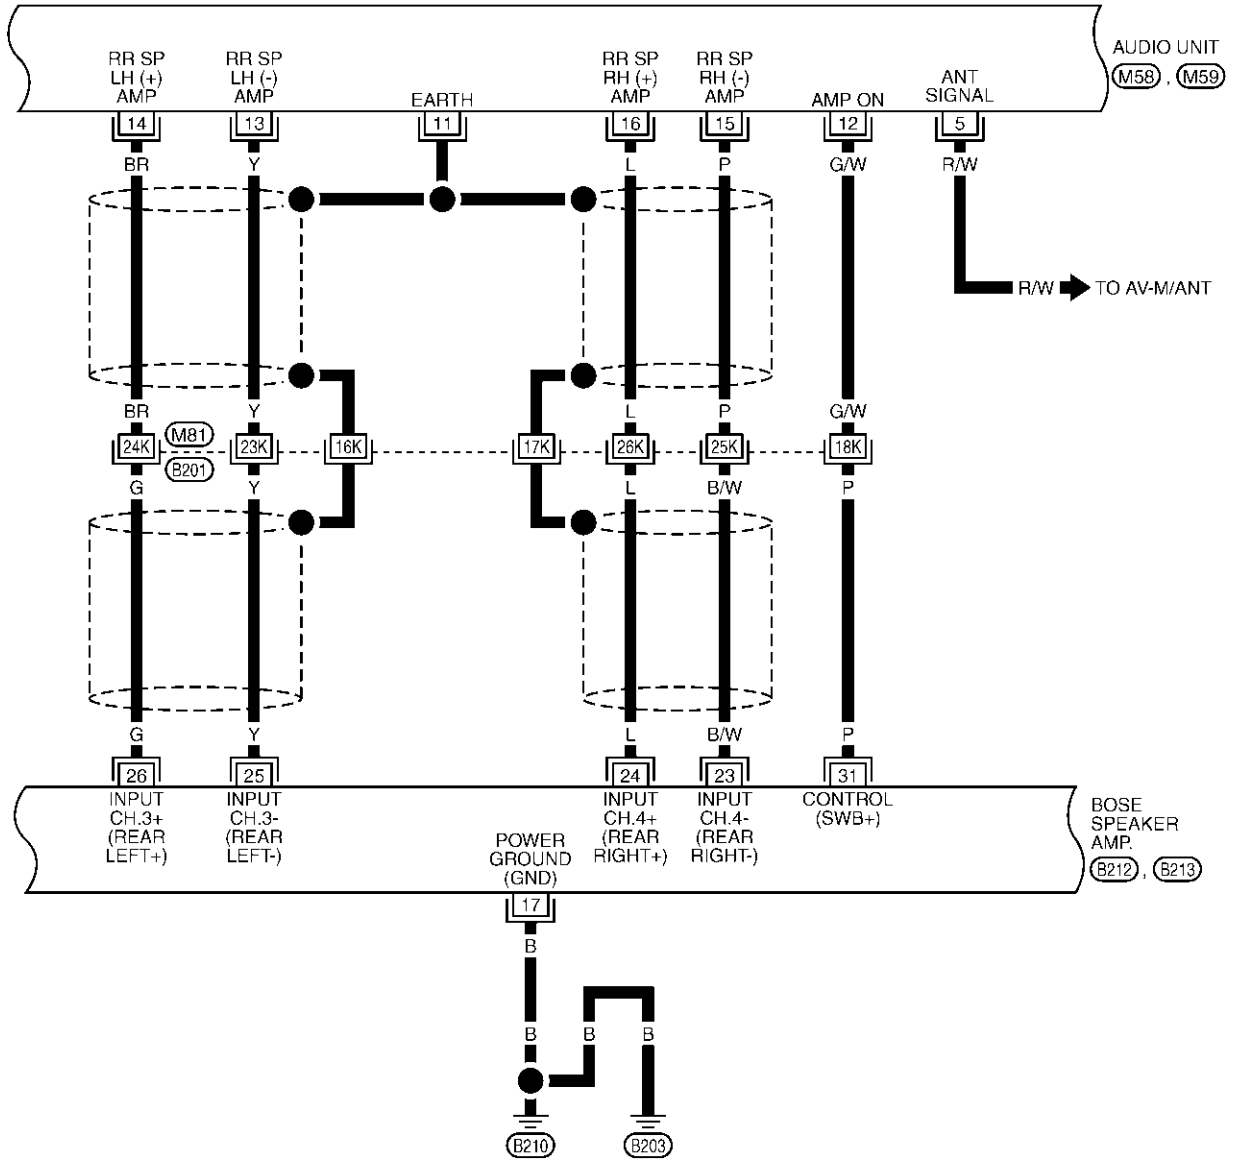 AUDIO UNIT
M58 , M59
RR SP
LH (+)
AMP
RR SP
LH (-)
AMP
EARTH
RR SP
RH (+)
AMP
RR SP
RH (-)
AMP
AMP ON
ANT
SIGNAL
14 13 11 16 15 12 5
BR Y L P G/W R/W
R/W TO AV-M/ANT
BR Y L P G/W
M81
24K 23K 16K 17K 26K 25K 18K
B201
G Y L B/W P
G Y L B/W P
26 25 24 23 31
INPUT
CH.3+
(REAR
LEFT+)
INPUT
CH.3-
(REAR
LEFT-)
POWER
GROUND
(GND)
INPUT
CH.4+
(REAR
RIGHT+)
INPUT
CH.4-
(REAR
RIGHT-)
CONTROL
(SWB+)
BOSE
SPEAKER
AMP.
B212 , B213
17
B
B B B
B210 B203